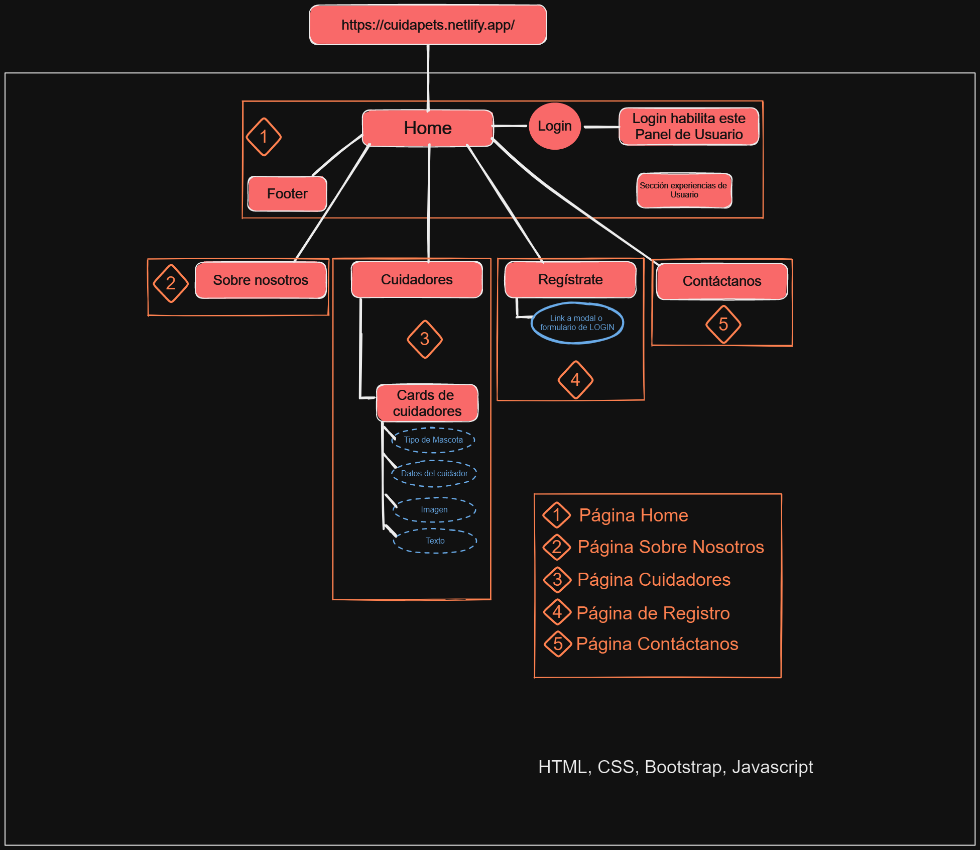 https://cuidapets.netlify.app/
1
Home
Login
Login habilita este
Panel de Usuario
Footer
Sección experiencias de
Usuario
2
Sobre nosotros
Cuidadores
3
Cards de
cuidadores
Tipo de Mascota
Datos del cuidador
Imagen
Texto
Regístrate
Link a modal o
formulario de LOGIN
4
Contáctanos
5
1 Página Home
2 Página Sobre Nosotros
3 Página Cuidadores
4 Página de Registro
5 Página Contáctanos
HTML, CSS, Bootstrap, Javascript